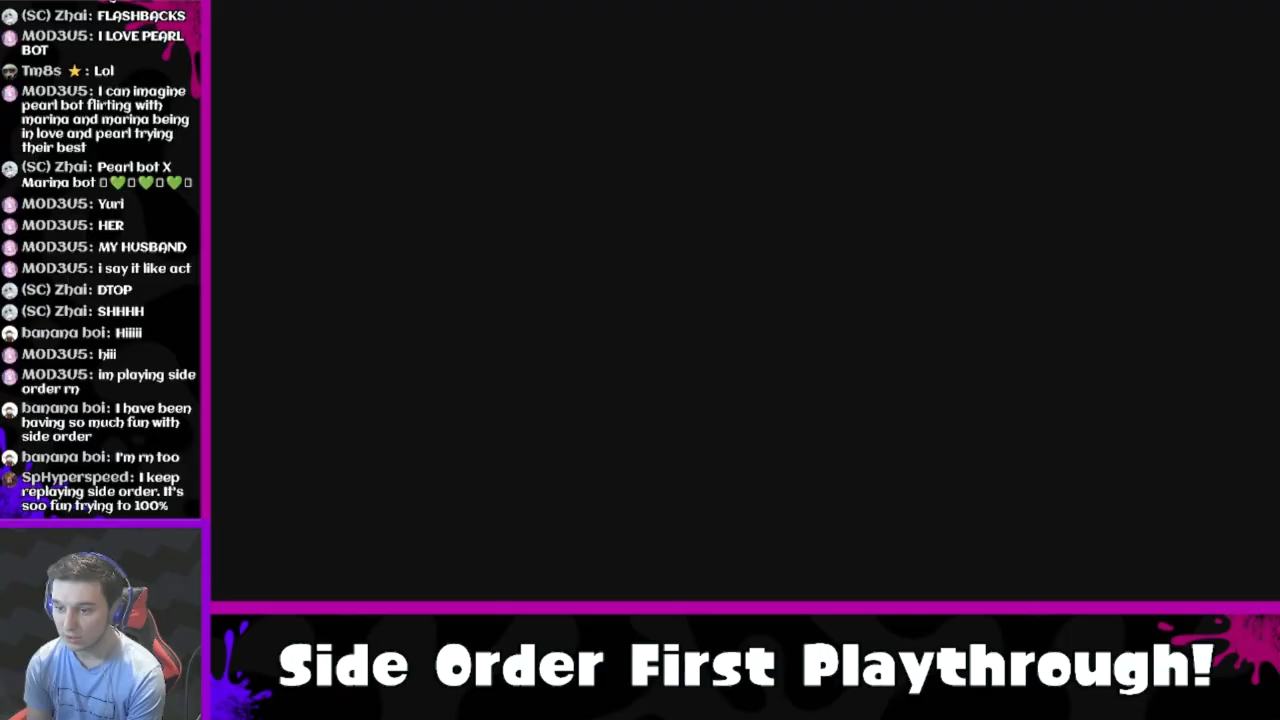 (SC) Zhai: FLASHBACKS
MOD3U5: I LOVE PEARL
BOT
Tm8s ⭐: Lol
MOD3U5: I can imagine
pearl bot flirting with
marina and marina being
in love and pearl trying
their best
(SC) Zhai: Pearl bot X
Marina bot 💚 💚 💚
MOD3U5: Yuri
MOD3U5: HER
MOD3U5: MY HUSBAND
MOD3U5: i say it like act
(SC) Zhai: DTOP
(SC) Zhai: SHHHH
banana boi: Hiiiii
MOD3U5: hiii
MOD3U5: im playing side
order rn
banana boi: I have been
having so much fun with
side order
banana boi: I'm rn too
SpHyperspeed: I keep
replaying side order. It's
soo fun trying to 100%
Side Order First Playthrough!